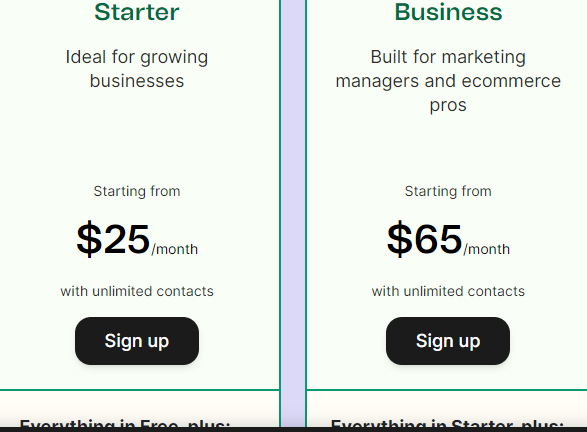 Starter
Ideal for growing
businesses
Starting from
$25/month
with unlimited contacts
Sign up
Everything in Free, plus:
Business
Built for marketing
managers and ecommerce
pros
Starting from
$65/month
with unlimited contacts
Sign up
Everything in Starter, plus: